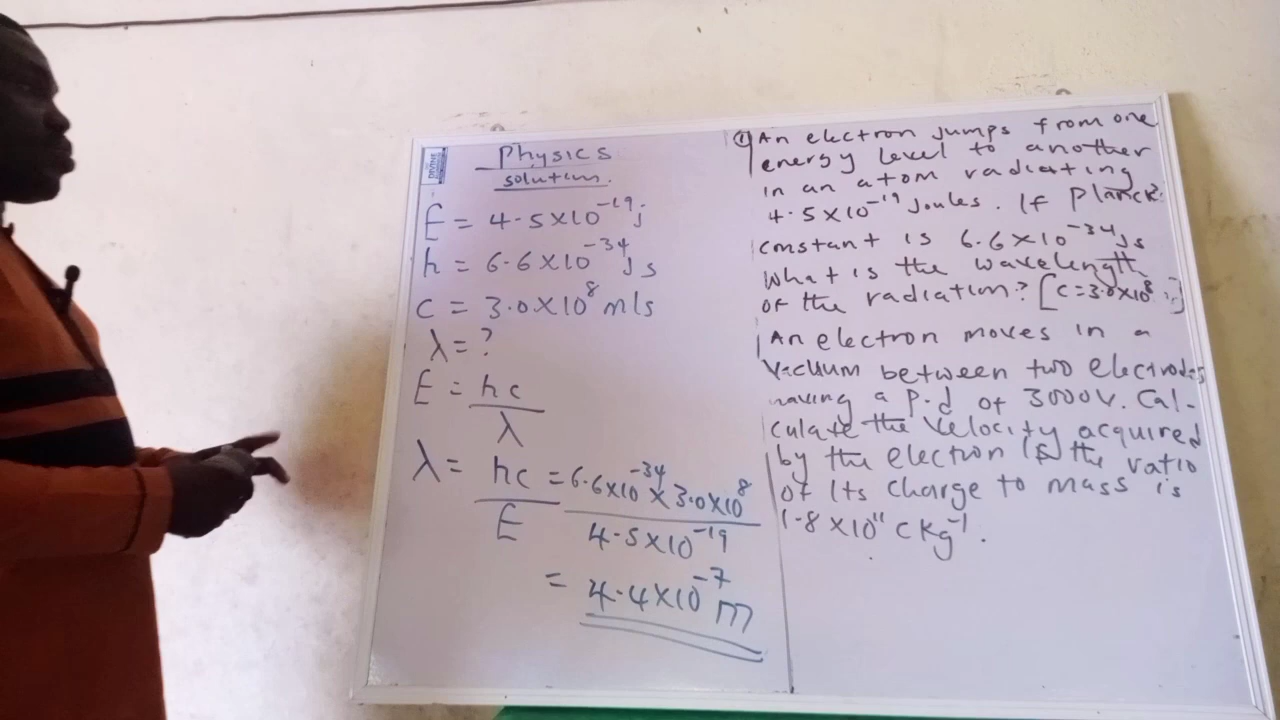 Physics
solution.
E = 4.5×10⁻¹⁹j
h = 6.6×10⁻³⁴Js
c = 3.0×10⁸ m/s
λ = ?
E = hc
λ
λ = hc = 6.6×10⁻³⁴ × 3.0×10⁸
E 4.5×10⁻¹⁹
= 4.4×10⁻⁷ m
① An electron jumps from one
energy level to another
in an atom radiating
4.5×10⁻¹⁹ Joules. If Planck
constant is 6.6×10⁻³⁴Js
What is the wavelength
of the radiation? [c=3.0×10⁸
An electron moves in a
Vacuum between two electrodes
having a p.d of 3000V. Cal-
culate the velocity acquired
by the electron if the ratio
of its charge to mass is
1.8×10¹¹ C Kg⁻¹.